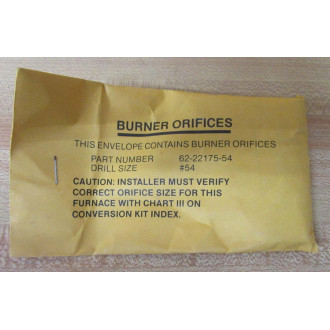 BURNER ORIFICES
THIS ENVELOPE CONTAINS BURNER ORIFICES
PART NUMBER 62-22175-54
DRILL SIZE #54
CAUTION: INSTALLER MUST VERIFY
CORRECT ORIFICE SIZE FOR THIS
FURNACE WITH CHART III ON
CONVERSION KIT INDEX.